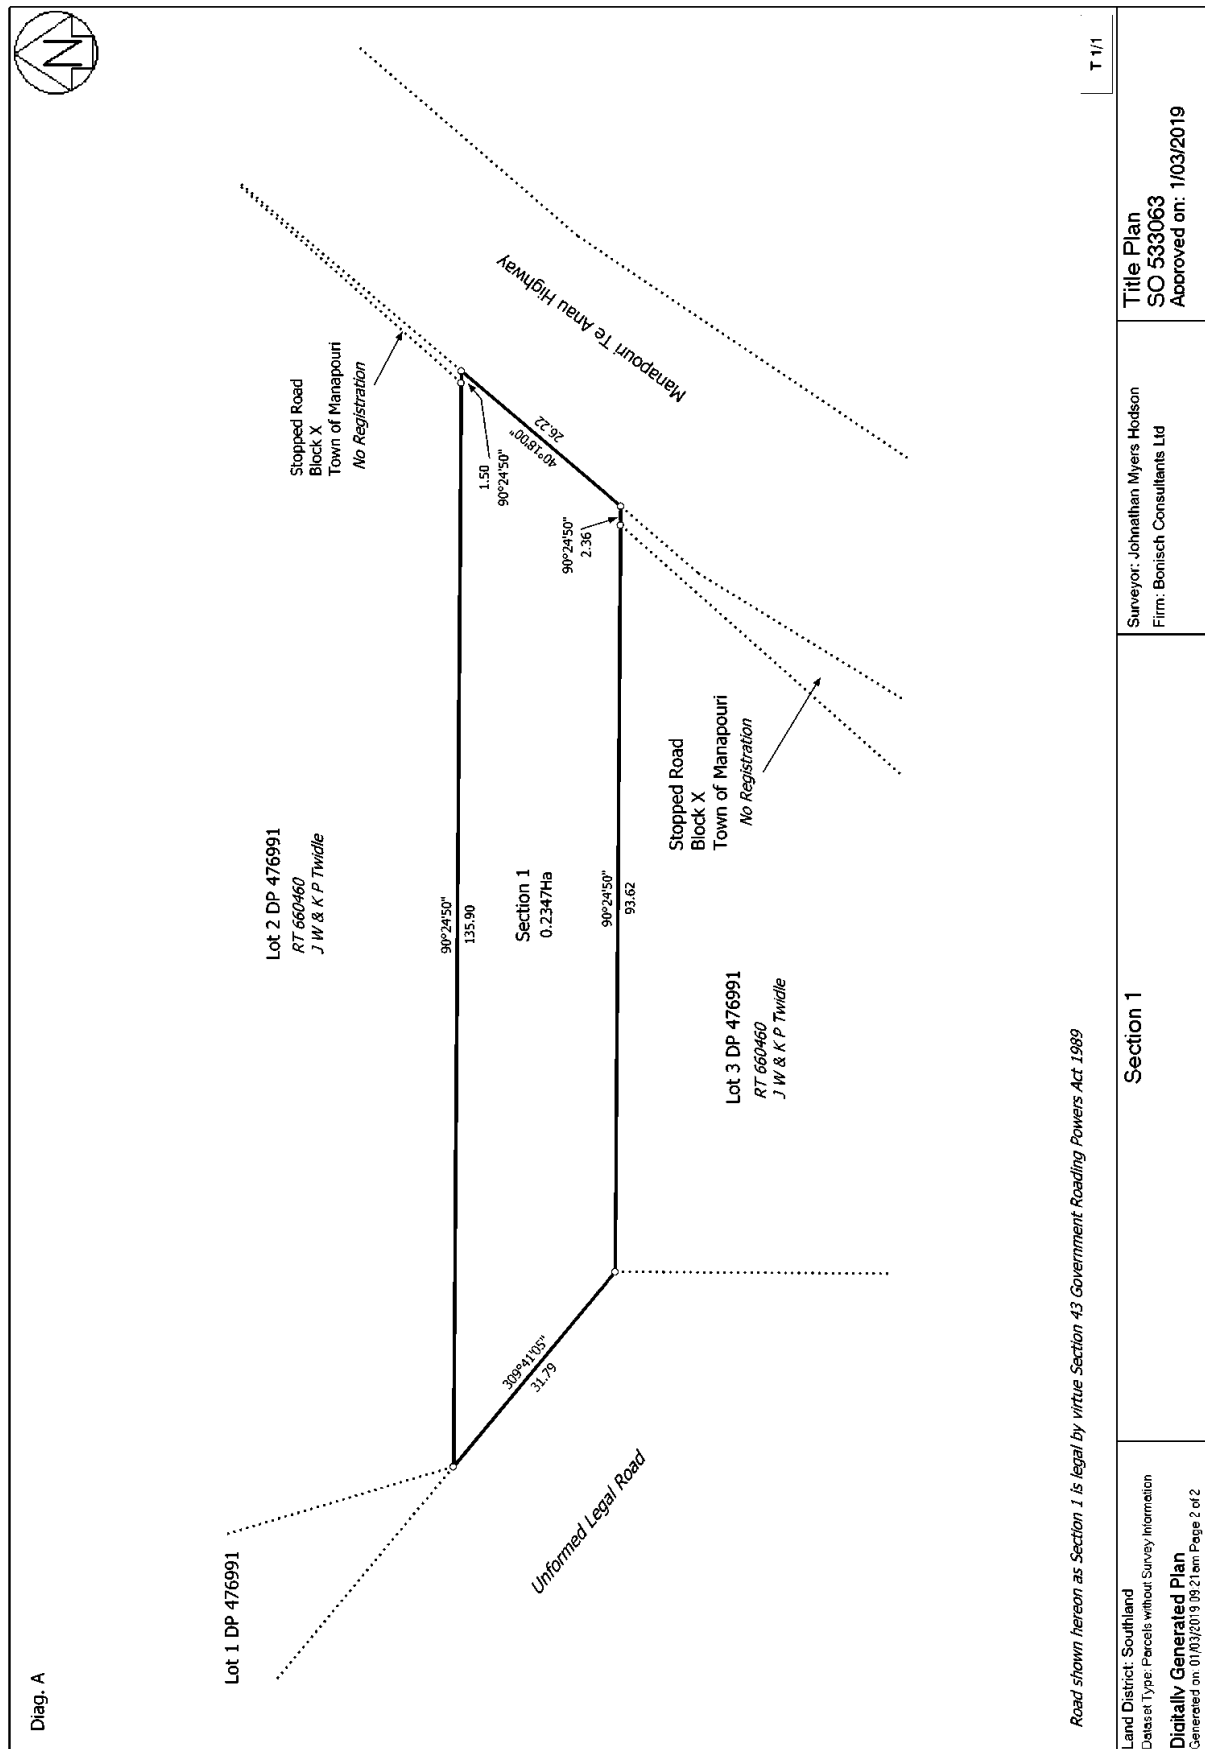 Diag. A
N
T 1/1
Lot 1 DP 476991
Lot 2 DP 476991
RT 660460
J W & K P Twidle
Stopped Road
Block X
Town of Manapouri
No Registration
90°24'50"
135.90
1.50
90°24'50"
40°18'00"
26.22
Manapouri Te Anau Highway
Section 1
0.2347Ha
90°24'50"
2.36
309°41'05"
31.79
90°24'50"
93.62
Unformed Legal Road
Lot 3 DP 476991
RT 660460
J W & K P Twidle
Stopped Road
Block X
Town of Manapouri
No Registration
Road shown hereon as Section 1 is legal by virtue Section 43 Government Roading Powers Act 1989
Land District: Southland
Dataset Type: Parcels without Survey Information
Digitally Generated Plan
Generated on: 01/03/2019 09:21am Page 2 of 2
Section 1
Surveyor: Johnathan Myers Hodson
Firm: Bonisch Consultants Ltd
Title Plan
SO 533063
Approved on: 1/03/2019